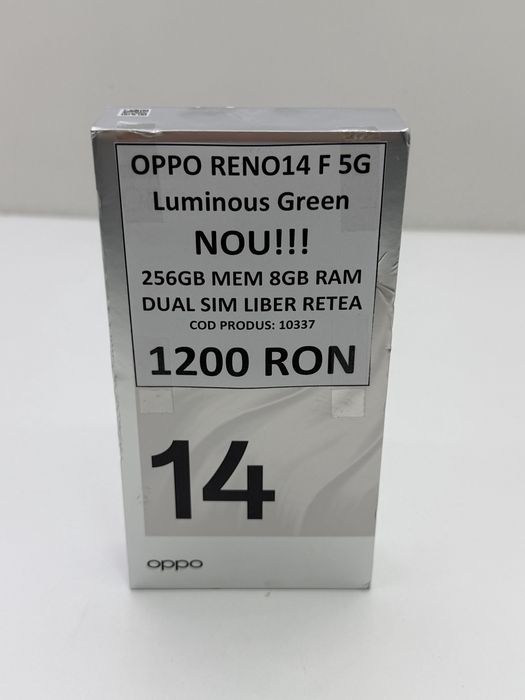 OPPO RENO14 F 5G
Luminous Green
NOU!!!
256GB MEM 8GB RAM
DUAL SIM LIBER RETEA
COD PRODUS: 10337
1200 RON
14
oppo